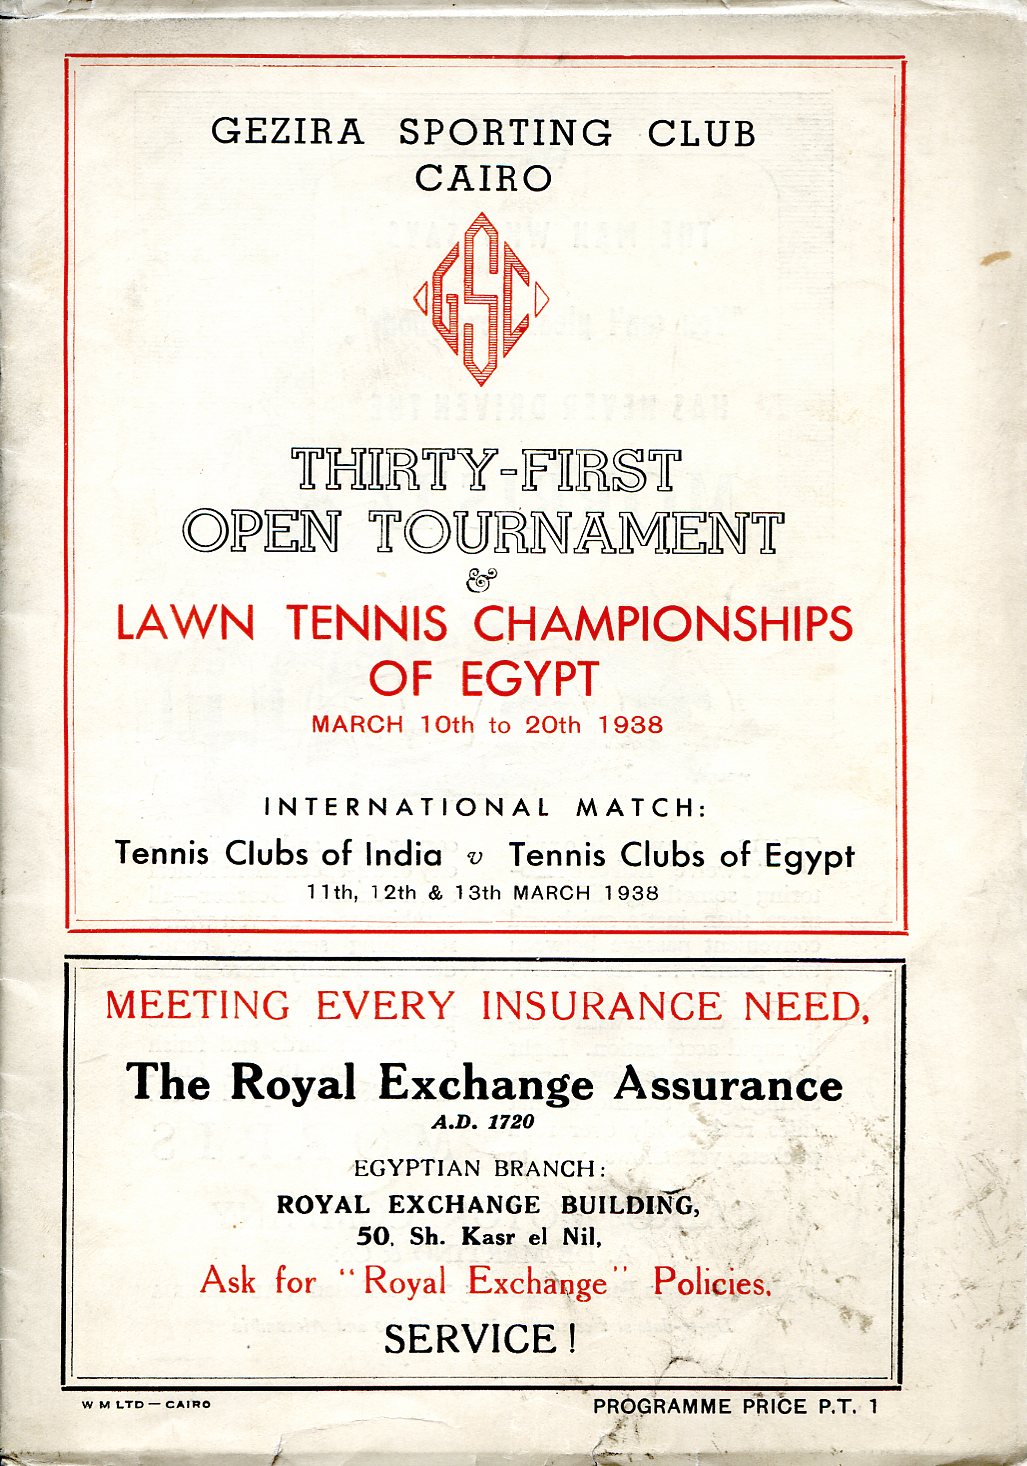 GEZIRA SPORTING CLUB
CAIRO
GSC
THIRTY-FIRST
OPEN TOURNAMENT
&
LAWN TENNIS CHAMPIONSHIPS
OF EGYPT
MARCH 10th to 20th 1938
INTERNATIONAL MATCH:
Tennis Clubs of India v Tennis Clubs of Egypt
11th, 12th & 13th MARCH 1938
MEETING EVERY INSURANCE NEED,
The Royal Exchange Assurance
A.D. 1720
EGYPTIAN BRANCH:
ROYAL EXCHANGE BUILDING,
50. Sh. Kasr el Nil,
Ask for "Royal Exchange" Policies.
SERVICE!
W M LTD — CAIRO
PROGRAMME PRICE P.T. 1